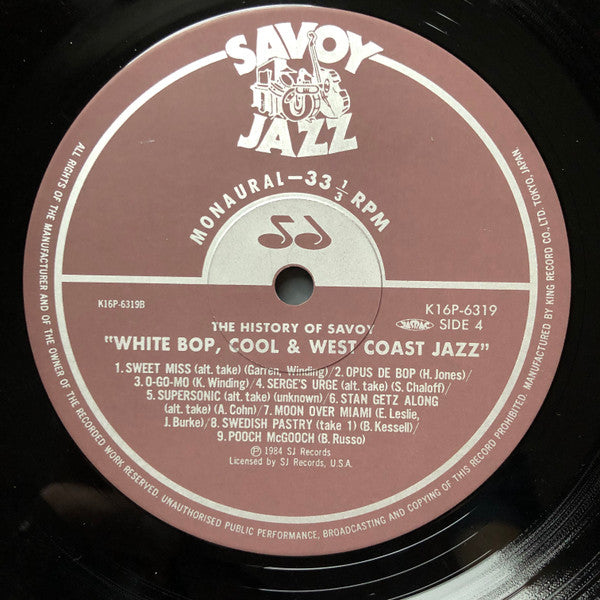 SAVOY
JAZZ
MONAURAL-33 1/3 RPM
K16P-6319B
K16P-6319
JASRAC
SIDE 4
THE HISTORY OF SAVOY
"WHITE BOP, COOL & WEST COAST JAZZ"
1. SWEET MISS (alt. take) (Garren, Winding)/2. OPUS DE BOP (H. Jones)/
3. O-GO-MO (K. Winding)/4. SERGE'S URGE (alt. take) (S. Chaloff)/
5. SUPERSONIC (alt. take) (unknown)/6. STAN GETZ ALONG
(alt. take) (A. Cohn)/7. MOON OVER MIAMI (E. Leslie,
J. Burke)/8. SWEDISH PASTRY (take 1) (B. Kessell)/
9. POOCH McGOOCH (B. Russo)
Ⓟ 1984 SJ Records
Licensed by SJ Records, U.S.A.
ALL RIGHTS OF THE MANUFACTURER AND OF THE OWNER OF THE RECORDED WORK RESERVED. UNAUTHORISED PUBLIC PERFORMANCE, BROADCASTING AND COPYING OF THIS RECORD PROHIBITED. MANUFACTURED BY KING RECORD CO., LTD. TOKYO, JAPAN.